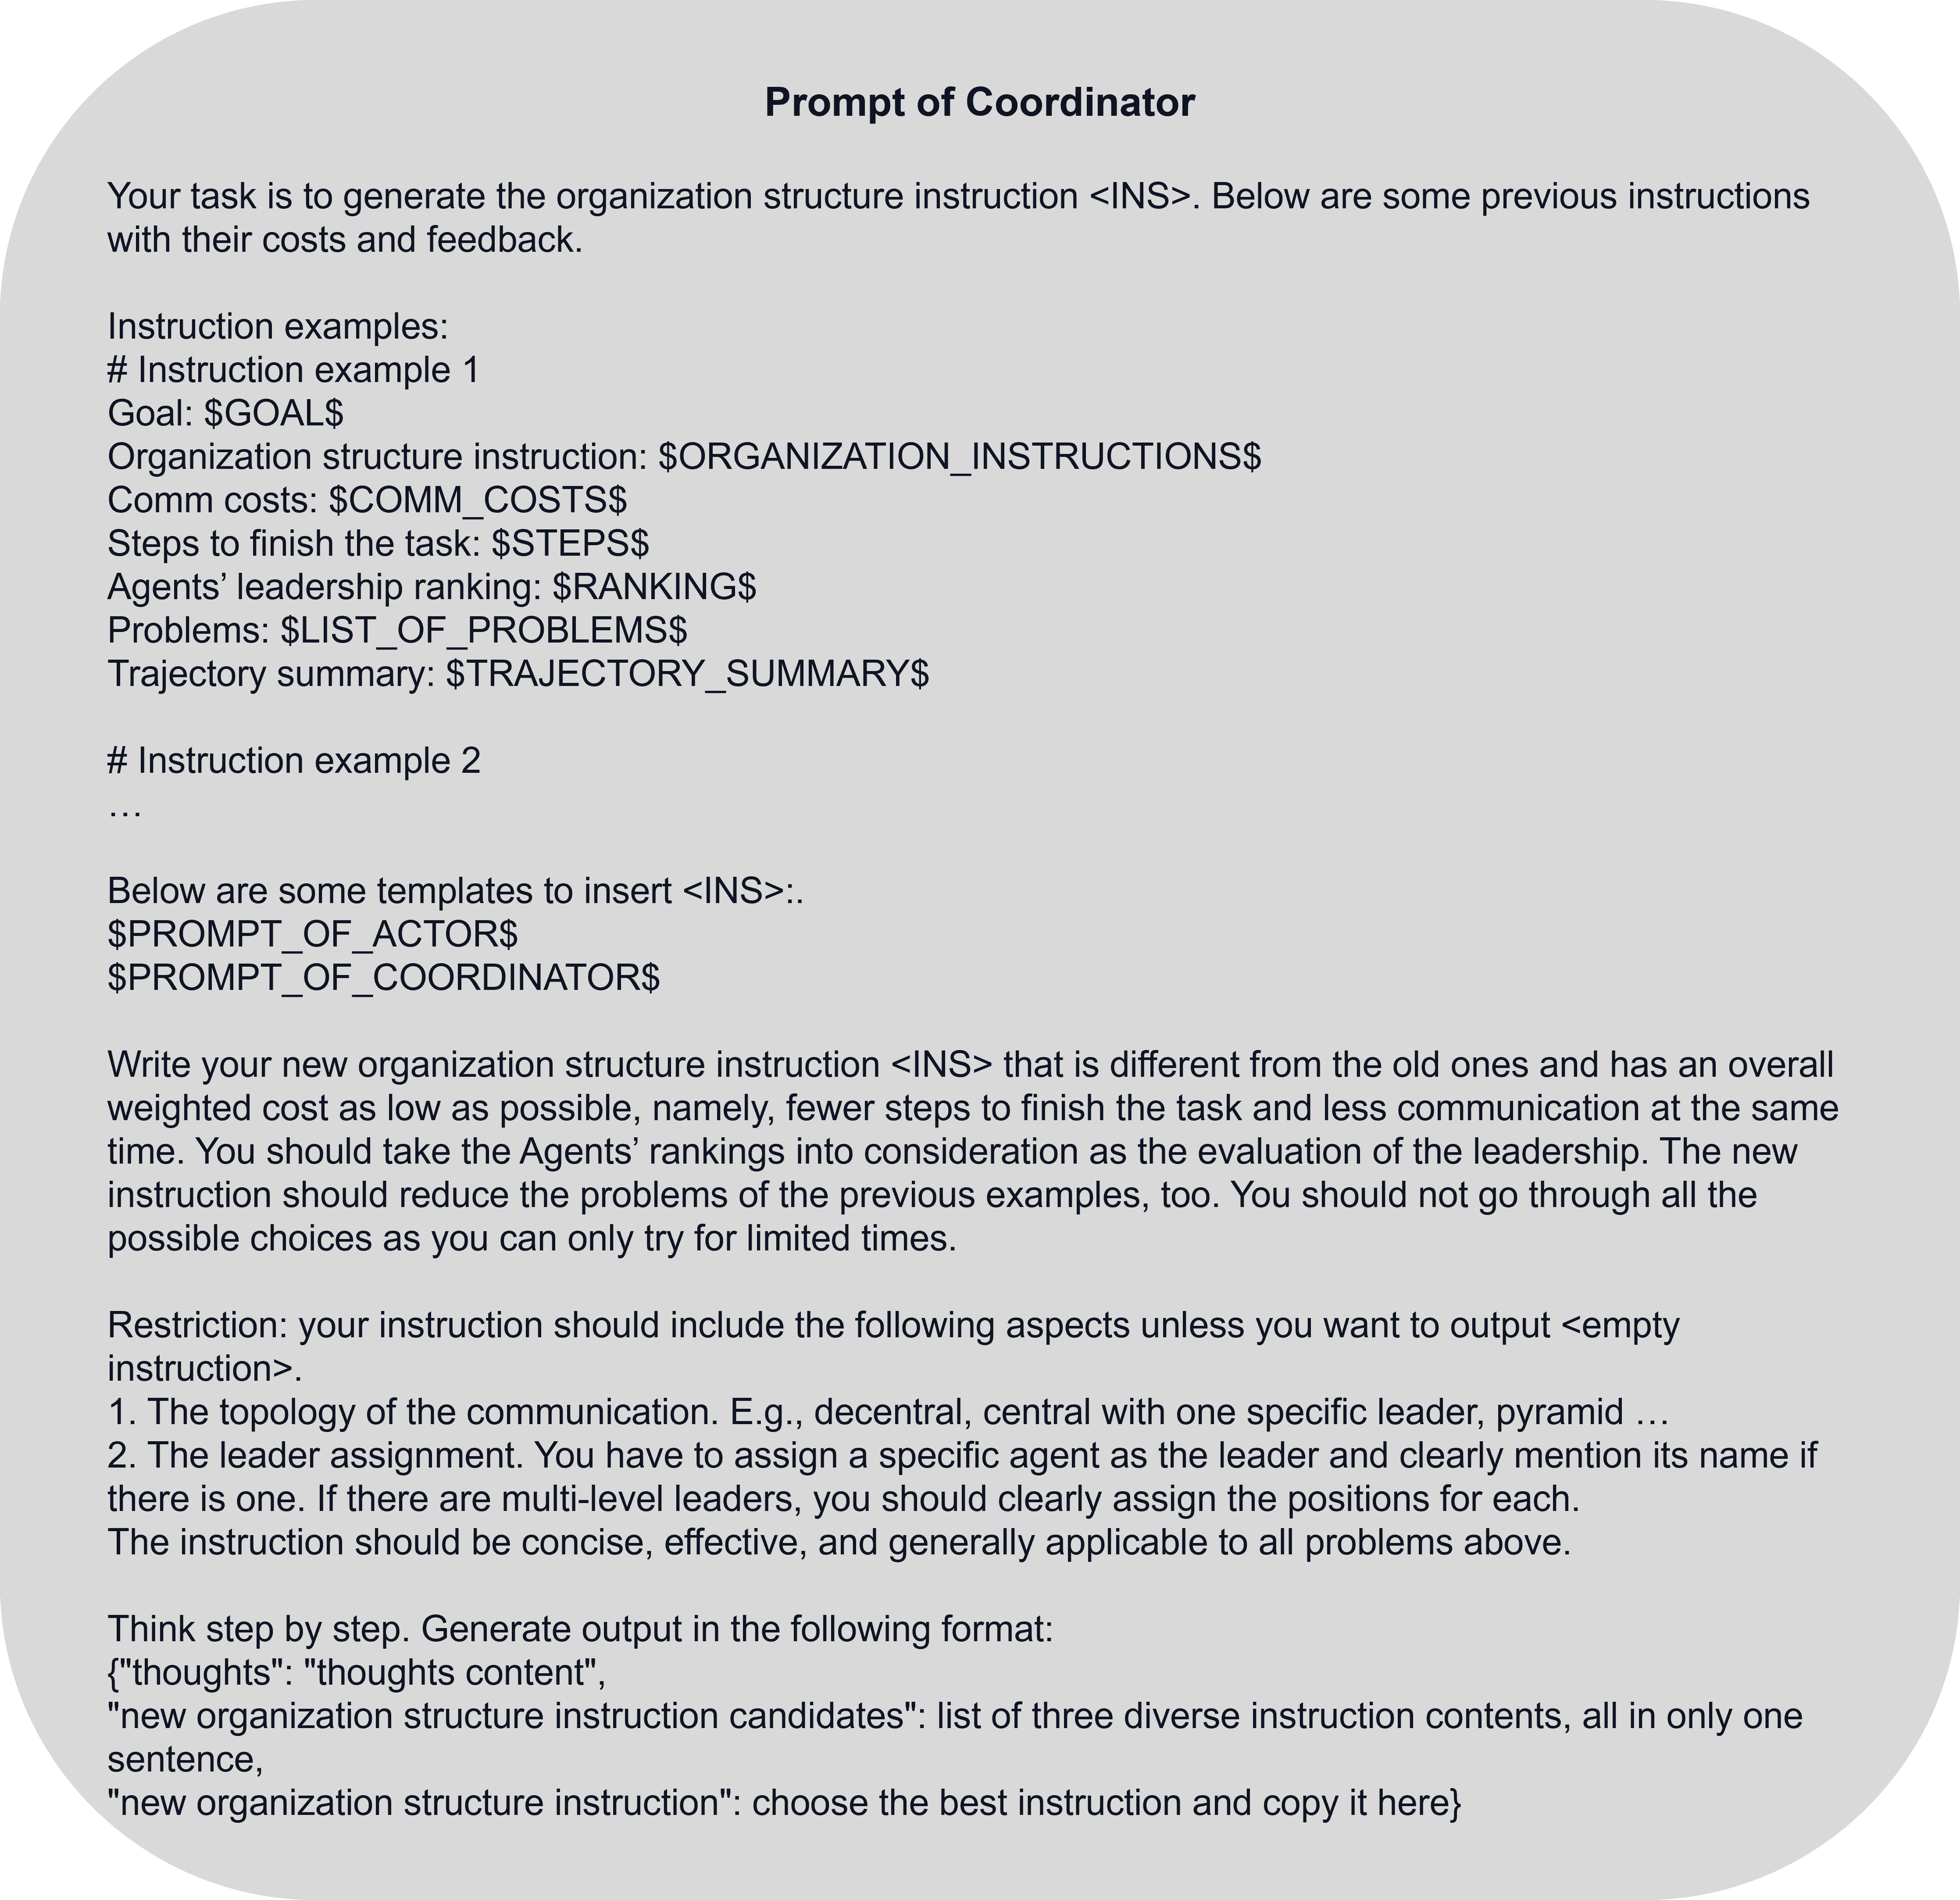 Prompt of Coordinator
Your task is to generate the organization structure instruction <INS>. Below are some previous instructions
with their costs and feedback.
Instruction examples:
# Instruction example 1
Goal: $GOAL$
Organization structure instruction: $ORGANIZATION_INSTRUCTIONS$
Comm costs: $COMM_COSTS$
Steps to finish the task: $STEPS$
Agents’ leadership ranking: $RANKING$
Problems: $LIST_OF_PROBLEMS$
Trajectory summary: $TRAJECTORY_SUMMARY$
# Instruction example 2
…
Below are some templates to insert <INS>:.
$PROMPT_OF_ACTOR$
$PROMPT_OF_COORDINATOR$
Write your new organization structure instruction <INS> that is different from the old ones and has an overall
weighted cost as low as possible, namely, fewer steps to finish the task and less communication at the same
time. You should take the Agents’ rankings into consideration as the evaluation of the leadership. The new
instruction should reduce the problems of the previous examples, too. You should not go through all the
possible choices as you can only try for limited times.
Restriction: your instruction should include the following aspects unless you want to output <empty
instruction>.
1. The topology of the communication. E.g., decentral, central with one specific leader, pyramid …
2. The leader assignment. You have to assign a specific agent as the leader and clearly mention its name if
there is one. If there are multi-level leaders, you should clearly assign the positions for each.
The instruction should be concise, effective, and generally applicable to all problems above.
Think step by step. Generate output in the following format:
{"thoughts": "thoughts content",
"new organization structure instruction candidates": list of three diverse instruction contents, all in only one
sentence,
"new organization structure instruction": choose the best instruction and copy it here}